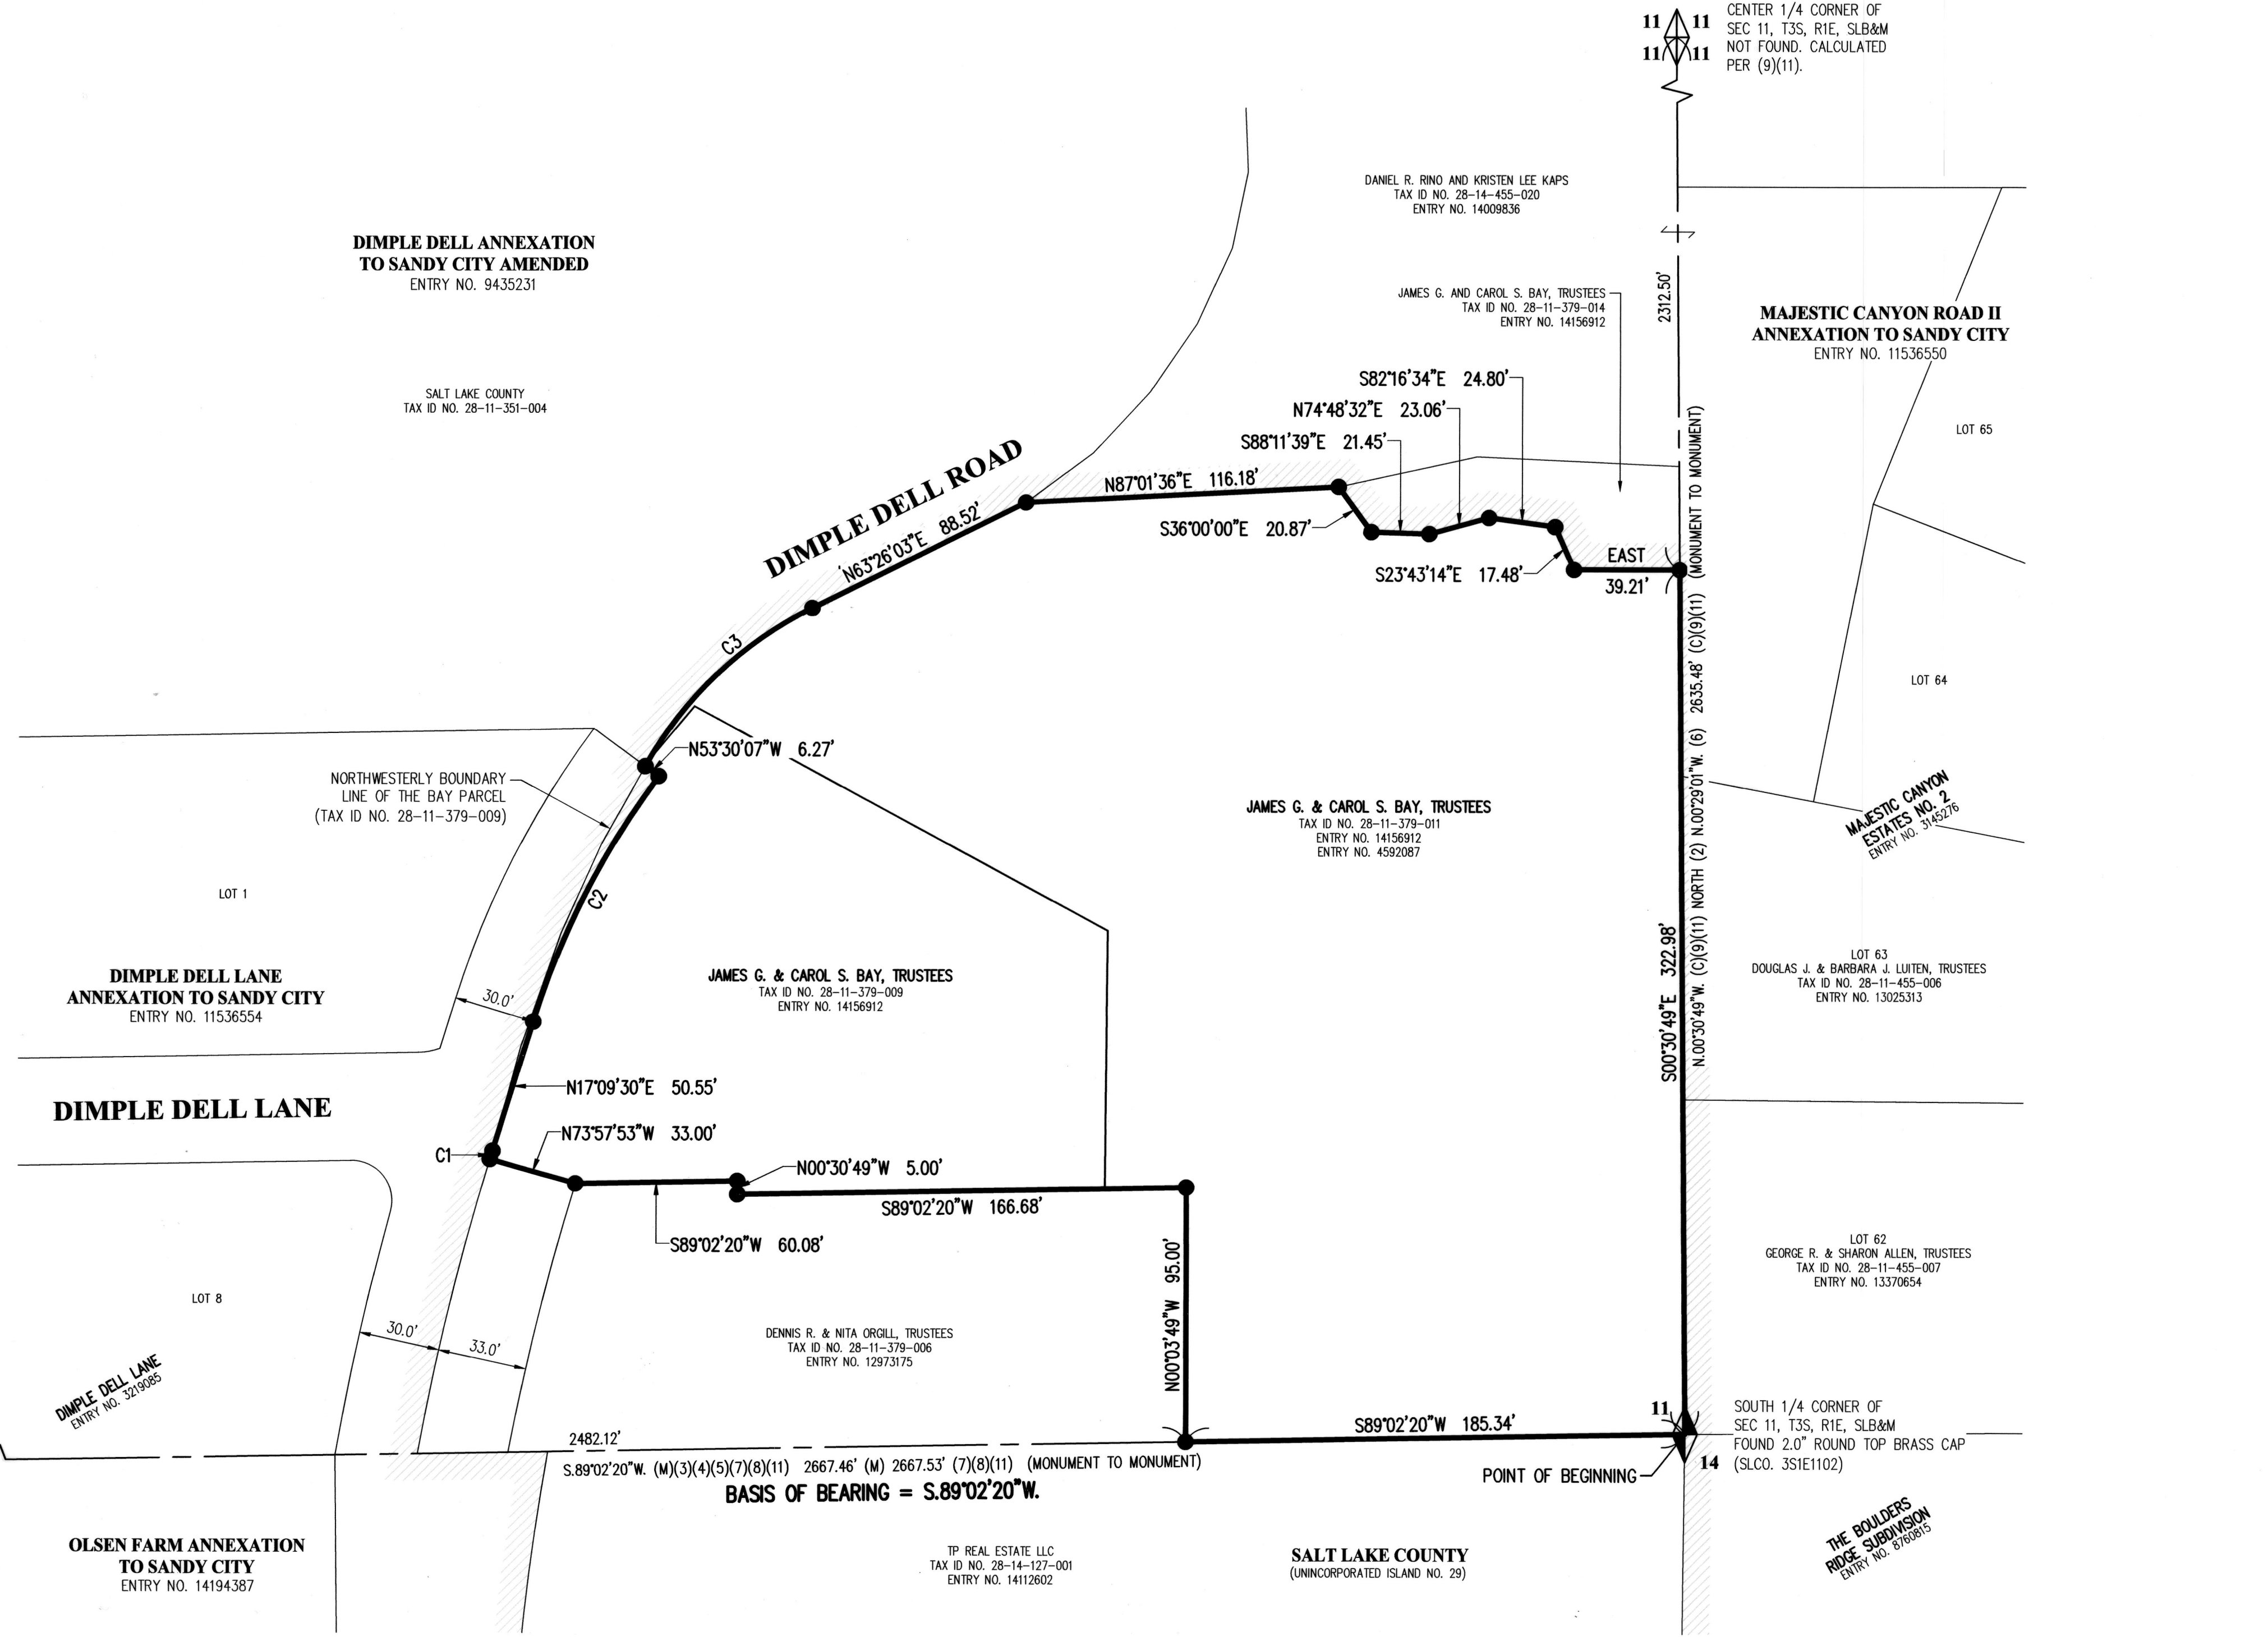 11 11
11 11
CENTER 1/4 CORNER OF
SEC 11, T3S, R1E, SLB&M
NOT FOUND. CALCULATED
PER (9)(11).
DANIEL R. RINO AND KRISTEN LEE KAPS
TAX ID NO. 28-14-455-020
ENTRY NO. 14009836
DIMPLE DELL ANNEXATION
TO SANDY CITY AMENDED
ENTRY NO. 9435231
JAMES G. AND CAROL S. BAY, TRUSTEES
TAX ID NO. 28-11-379-014
ENTRY NO. 14156912
2312.50'
MAJESTIC CANYON ROAD II
ANNEXATION TO SANDY CITY
ENTRY NO. 11536550
SALT LAKE COUNTY
TAX ID NO. 28-11-351-004
S82°16'34"E 24.80'
N74°48'32"E 23.06'
S88°11'39"E 21.45'
LOT 65
DIMPLE DELL ROAD
N87°01'36"E 116.18'
S36°00'00"E 20.87'
N63°26'03"E 88.52'
S23°43'14"E 17.48'
EAST
39.21'
C3
LOT 64
N53°30'07"W 6.27'
NORTHWESTERLY BOUNDARY
LINE OF THE BAY PARCEL
(TAX ID NO. 28-11-379-009)
JAMES G. & CAROL S. BAY, TRUSTEES
TAX ID NO. 28-11-379-011
ENTRY NO. 14156912
ENTRY NO. 4592087
MAJESTIC CANYON
ESTATES NO. 2
ENTRY NO. 3145276
LOT 1
C2
N.00°30'49"W. (C)(9)(11) NORTH (2) N.00°29'01"W. (6) 2635.48' (C)(9)(11) (MONUMENT TO MONUMENT)
S00°30'49"E 322.98'
DIMPLE DELL LANE
ANNEXATION TO SANDY CITY
ENTRY NO. 11536554
30.0'
JAMES G. & CAROL S. BAY, TRUSTEES
TAX ID NO. 28-11-379-009
ENTRY NO. 14156912
LOT 63
DOUGLAS J. & BARBARA J. LUITEN, TRUSTEES
TAX ID NO. 28-11-455-006
ENTRY NO. 13025313
N17°09'30"E 50.55'
DIMPLE DELL LANE
N73°57'53"W 33.00'
C1
N00°30'49"W 5.00'
S89°02'20"W 166.68'
S89°02'20"W 60.08'
N00°03'49"W 95.00'
LOT 62
GEORGE R. & SHARON ALLEN, TRUSTEES
TAX ID NO. 28-11-455-007
ENTRY NO. 13370654
LOT 8
30.0'
33.0'
DENNIS R. & NITA ORGILL, TRUSTEES
TAX ID NO. 28-11-379-006
ENTRY NO. 12973175
DIMPLE DELL LANE
ENTRY NO. 3219085
11
S89°02'20"W 185.34'
SOUTH 1/4 CORNER OF
SEC 11, T3S, R1E, SLB&M
FOUND 2.0" ROUND TOP BRASS CAP
(SLCO. 3S1E1102)
14
2482.12'
S.89°02'20"W. (M)(3)(4)(5)(7)(8)(11) 2667.46' (M) 2667.53' (7)(8)(11) (MONUMENT TO MONUMENT)
POINT OF BEGINNING
BASIS OF BEARING = S.89°02'20"W.
OLSEN FARM ANNEXATION
TO SANDY CITY
ENTRY NO. 14194387
TP REAL ESTATE LLC
TAX ID NO. 28-14-127-001
ENTRY NO. 14112602
SALT LAKE COUNTY
(UNINCORPORATED ISLAND NO. 29)
THE BOULDERS
RIDGE SUBDIVISION
ENTRY NO. 8760815